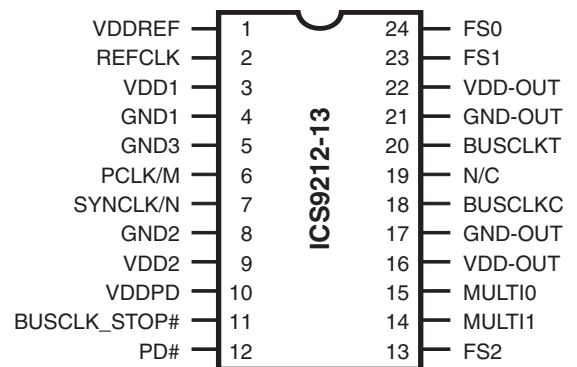 VDDREF 1 24 FS0
REFCLK 2 23 FS1
VDD1 3 22 VDD-OUT
GND1 4 21 GND-OUT
GND3 5 20 BUSCLKT
PCLK/M 6 19 N/C
SYNCLK/N 7 18 BUSCLKC
GND2 8 17 GND-OUT
VDD2 9 16 VDD-OUT
VDDPD 10 15 MULTI0
BUSCLK_STOP# 11 14 MULTI1
PD# 12 13 FS2
ICS9212-13